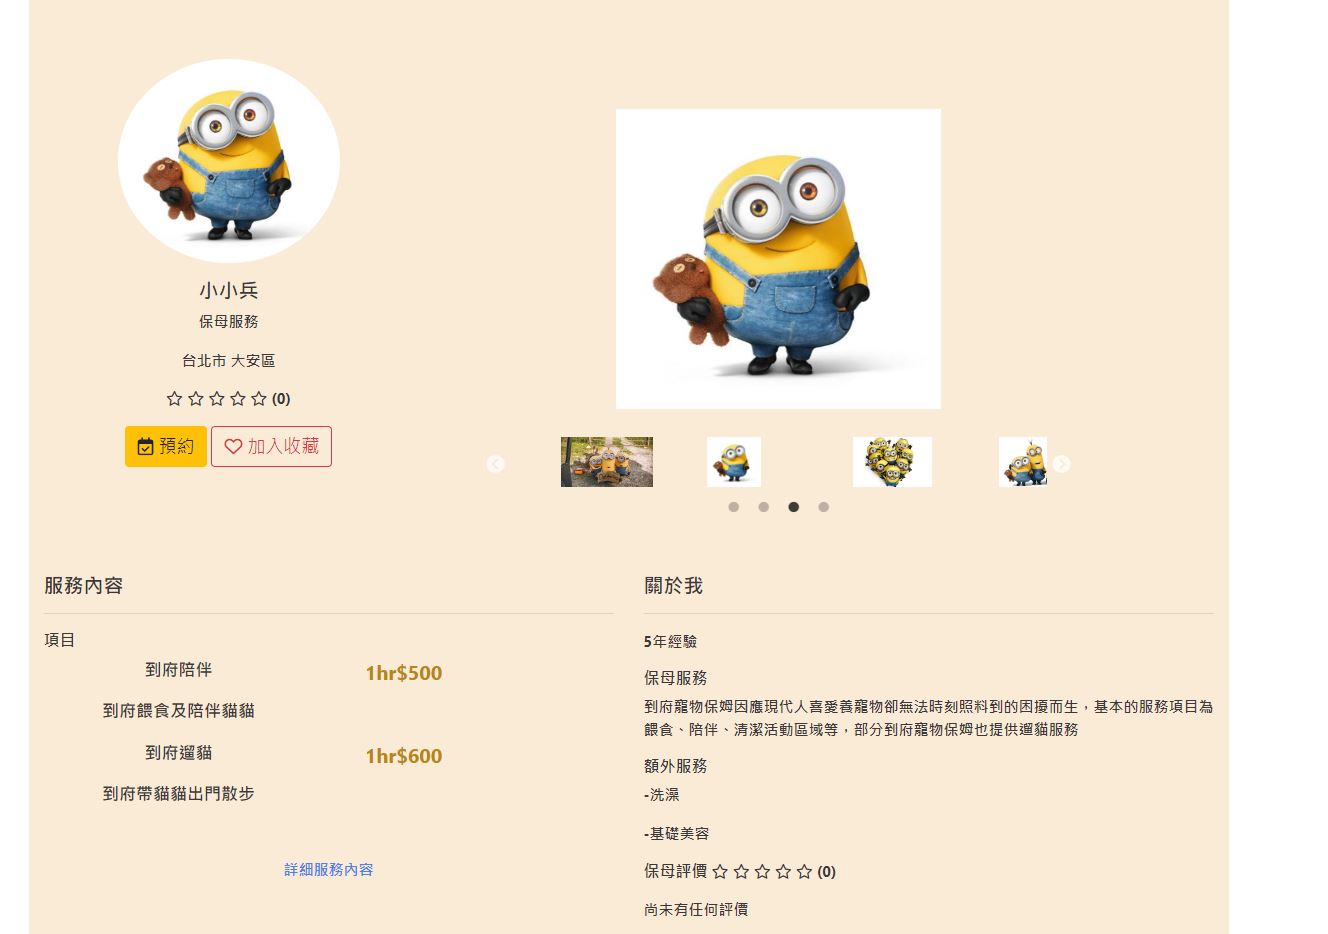 小小兵
保母服務
台北市 大安區
(0)
預約 加入收藏
服務內容
項目
到府陪伴 1hr$500
到府餵食及陪伴貓貓
到府遛貓 1hr$600
到府帶貓貓出門散步
詳細服務內容
關於我
5年經驗
保母服務
到府寵物保姆因應現代人喜愛養寵物卻無法時刻照料到的困擾而生，基本的服務項目為
餵食、陪伴、清潔活動區域等，部分到府寵物保姆也提供遛貓服務
額外服務
-洗澡
-基礎美容
保母評價 (0)
尚未有任何評價